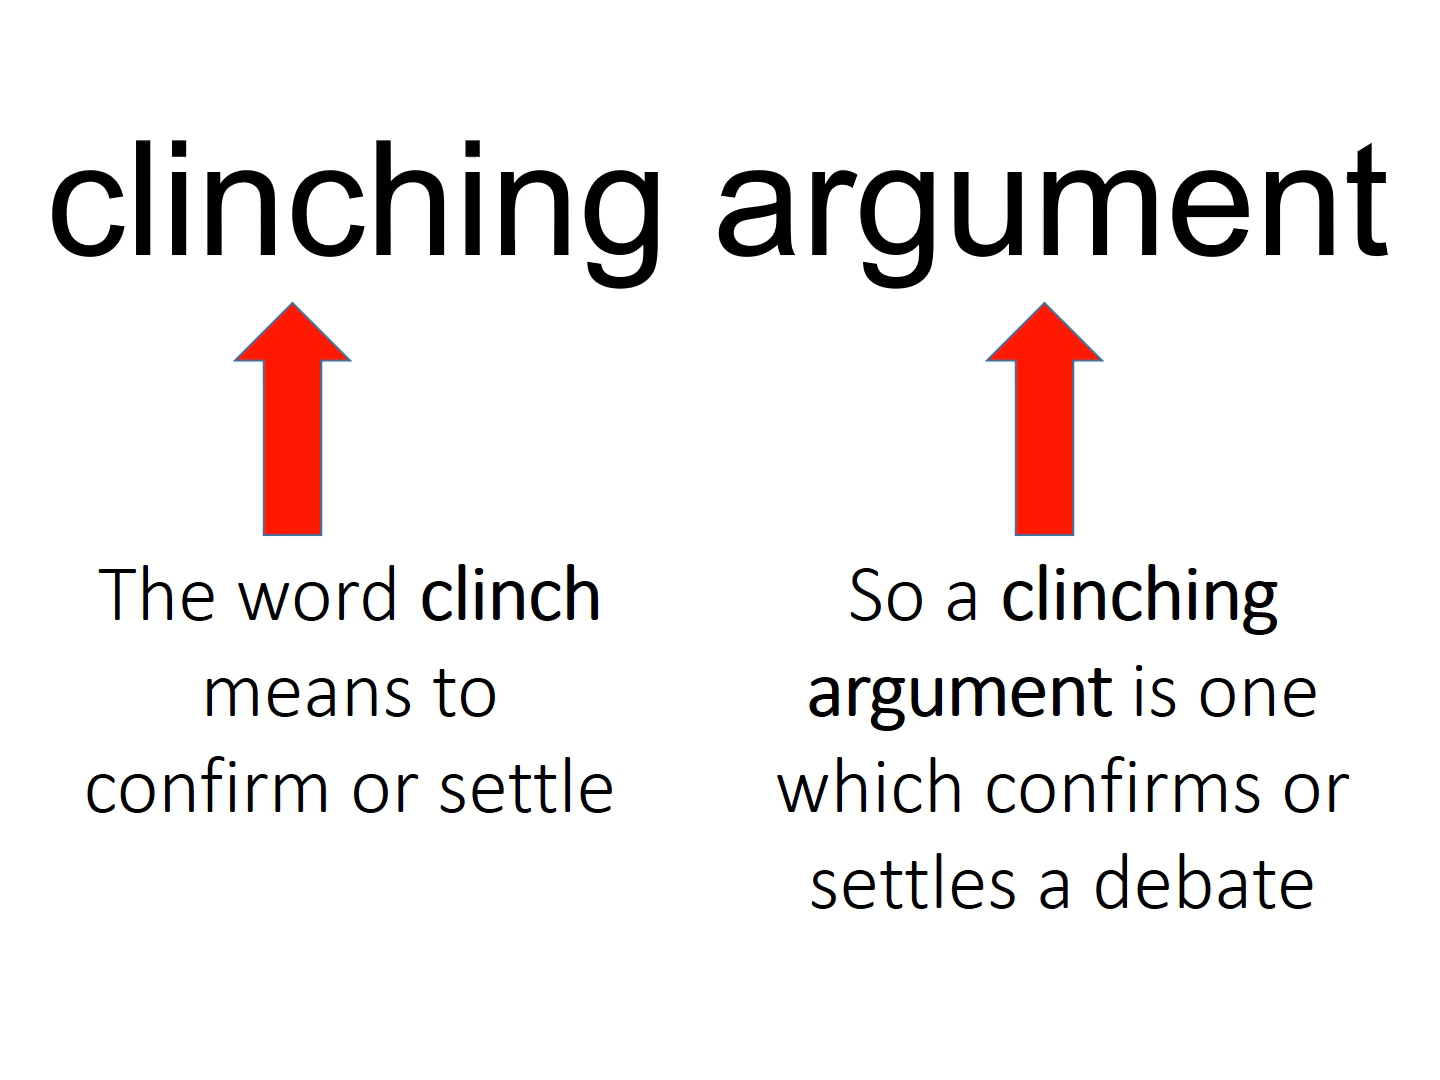 clinching argument
The word clinch
means to
confirm or settle
So a clinching
argument is one
which confirms or
settles a debate